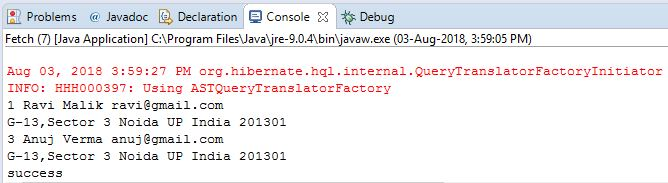 Problems @ Javadoc Declaration Console Debug
Fetch (7) [Java Application] C:\Program Files\Java\jre-9.0.4\bin\javaw.exe (03-Aug-2018, 3:59:05 PM)
Aug 03, 2018 3:59:27 PM org.hibernate.hql.internal.QueryTranslatorFactoryInitiator
INFO: HHH000397: Using ASTQueryTranslatorFactory
1 Ravi Malik ravi@gmail.com
G-13,Sector 3 Noida UP India 201301
3 Anuj Verma anuj@gmail.com
G-13,Sector 3 Noida UP India 201301
success